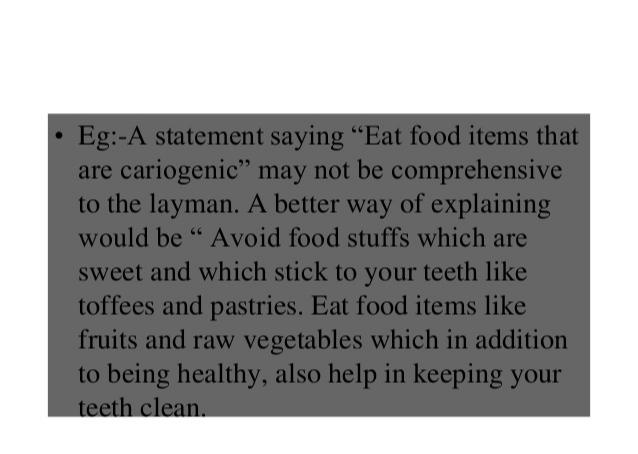 • Eg:-A statement saying “Eat food items that
are cariogenic” may not be comprehensive
to the layman. A better way of explaining
would be “ Avoid food stuffs which are
sweet and which stick to your teeth like
toffees and pastries. Eat food items like
fruits and raw vegetables which in addition
to being healthy, also help in keeping your
teeth clean.